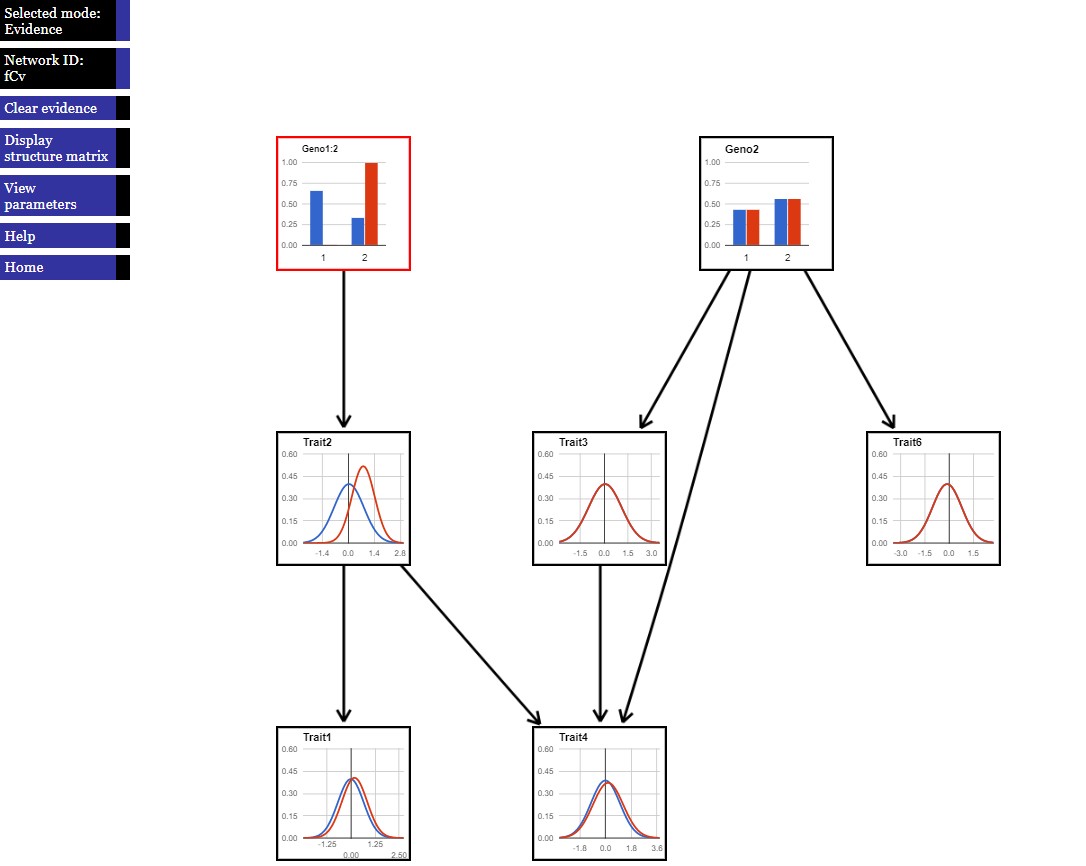 Selected mode:
Evidence
Network ID:
fCv
Clear evidence
Display
structure matrix
View
parameters
Help
Home
Geno1:2
1.00
0.75
0.50
0.25
0.00
1 2
Geno2
1.00
0.75
0.50
0.25
0.00
1 2
Trait2
0.60
0.45
0.30
0.15
0.00
-1.4 0.0 1.4 2.8
Trait3
0.60
0.45
0.30
0.15
0.00
-1.5 0.0 1.5 3.0
Trait6
0.60
0.45
0.30
0.15
0.00
-3.0 -1.5 0.0 1.5
Trait1
0.60
0.45
0.30
0.15
0.00
-1.25 1.25
0.00 2.50
Trait4
0.60
0.45
0.30
0.15
0.00
-1.8 0.0 1.8 3.6